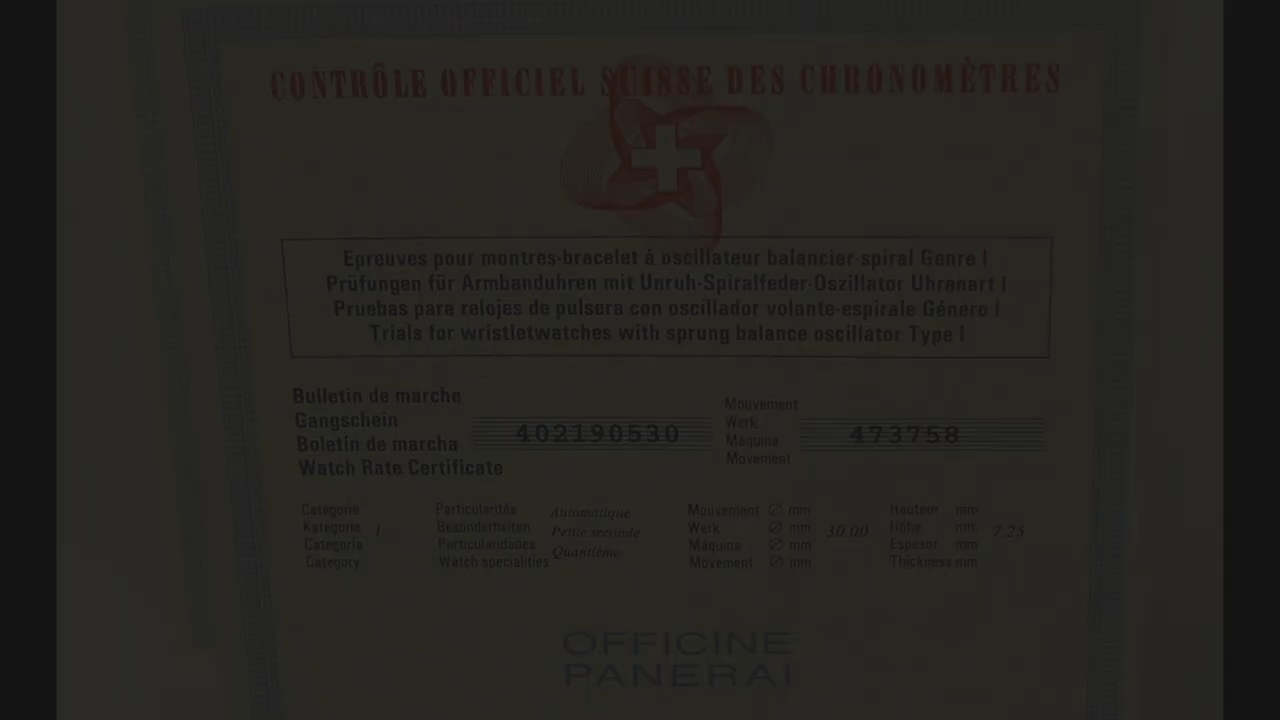 CONTRÔLE OFFICIEL SUISSE DES CHRONOMÈTRES
Epreuves pour montres-bracelet à oscillateur balancier-spiral Genre I
Prüfungen für Armbanduhren mit Unruh-Spiralfeder-Oszillator Uhrenart I
Pruebas para relojes de pulsera con oscillador volante-espirale Género I
Trials for wristletwatches with sprung balance oscillator Type I
Bulletin de marche
Gangschein
Boletín de marcha
Watch Rate Certificate
402190530
Mouvement
Werk
Máquina
Movement
473758
Catégorie
Kategorie
Categoría
Category
I
Particularités
Besonderheiten
Particularidades
Watch specialities
Automatique
Petite seconde
Quantième
Mouvement ∅ mm
Werk ∅ mm
Máquina ∅ mm
Movement ∅ mm
30.00
Hauteur mm
Höhe mm
Espesor mm
Thickness mm
7.25
OFFICINE
PANERAI